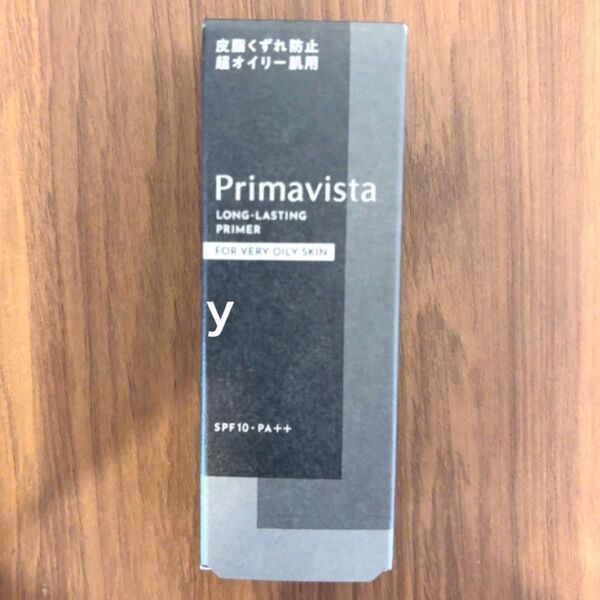 皮脂くずれ防止
超オイリー肌用
Primavista
LONG-LASTING
PRIMER
FOR VERY OILY SKIN
y
SPF10・PA++